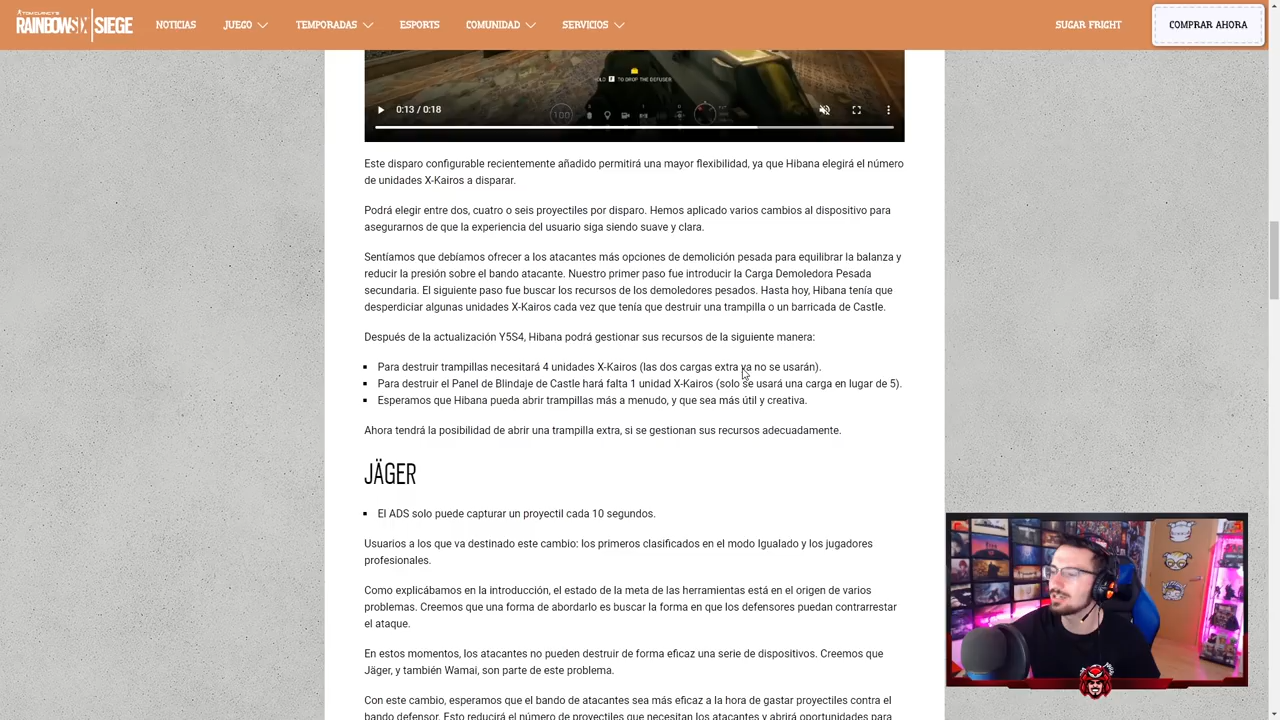 TOM CLANCY'S
RAINBOWSIX | SIEGE
NOTICIAS
JUEGO
TEMPORADAS
ESPORTS
COMUNIDAD
SERVICIOS
SUGAR FRIGHT
COMPRAR AHORA
TO DROP THE DEFUSER
0:13 / 0:18
Este disparo configurable recientemente añadido permitirá una mayor flexibilidad, ya que Hibana elegirá el número
de unidades X-Kairos a disparar.
Podrá elegir entre dos, cuatro o seis proyectiles por disparo. Hemos aplicado varios cambios al dispositivo para
asegurarnos de que la experiencia del usuario siga siendo suave y clara.
Sentíamos que debíamos ofrecer a los atacantes más opciones de demolición pesada para equilibrar la balanza y
reducir la presión sobre el bando atacante. Nuestro primer paso fue introducir la Carga Demoledora Pesada
secundaria. El siguiente paso fue buscar los recursos de los demoledores pesados. Hasta hoy, Hibana tenía que
desperdiciar algunas unidades X-Kairos cada vez que tenía que destruir una trampilla o un barricada de Castle.
Después de la actualización Y5S4, Hibana podrá gestionar sus recursos de la siguiente manera:
▪ Para destruir trampillas necesitará 4 unidades X-Kairos (las dos cargas extra ya no se usarán).
▪ Para destruir el Panel de Blindaje de Castle hará falta 1 unidad X-Kairos (solo se usará una carga en lugar de 5).
▪ Esperamos que Hibana pueda abrir trampillas más a menudo, y que sea más útil y creativa.
Ahora tendrá la posibilidad de abrir una trampilla extra, si se gestionan sus recursos adecuadamente.
JÄGER
▪ El ADS solo puede capturar un proyectil cada 10 segundos.
Usuarios a los que va destinado este cambio: los primeros clasificados en el modo Igualado y los jugadores
profesionales.
Como explicábamos en la introducción, el estado de la meta de las herramientas está en el origen de varios
problemas. Creemos que una forma de abordarlo es buscar la forma en que los defensores puedan contrarrestar
el ataque.
En estos momentos, los atacantes no pueden destruir de forma eficaz una serie de dispositivos. Creemos que
Jäger, y también Wamai, son parte de este problema.
Con este cambio, esperamos que el bando de atacantes sea más eficaz a la hora de gastar proyectiles contra el
bando defensor. Esto reducirá el número de proyectiles que necesitan los atacantes y abrirá oportunidades para